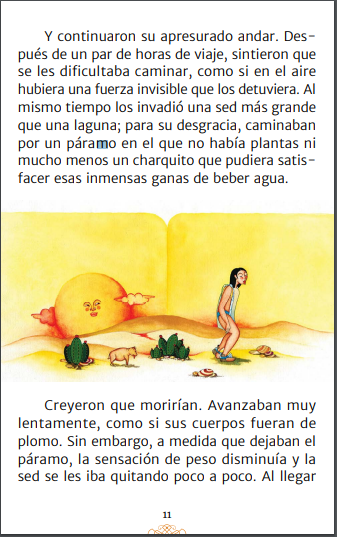 Y continuaron su apresurado andar. Des-
pués de un par de horas de viaje, sintieron que
se les dificultaba caminar, como si en el aire
hubiera una fuerza invisible que los detuviera. Al
mismo tiempo los invadió una sed más grande
que una laguna; para su desgracia, caminaban
por un páramo en el que no había plantas ni
mucho menos un charquito que pudiera satis-
facer esas inmensas ganas de beber agua.
Creyeron que morirían. Avanzaban muy
lentamente, como si sus cuerpos fueran de
plomo. Sin embargo, a medida que dejaban el
páramo, la sensación de peso disminuía y la
sed se les iba quitando poco a poco. Al llegar
11